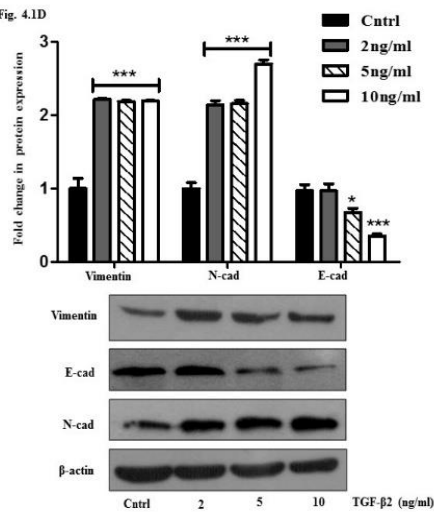 Fig. 4.1D
Cntrl
2ng/ml
5ng/ml
10ng/ml
Fold change in protein expression
3
2
1
0
***
***
*
***
Vimentin
N-cad
E-cad
Vimentin
E-cad
N-cad
β-actin
Cntrl 2 5 10 TGF-β2 (ng/ml)